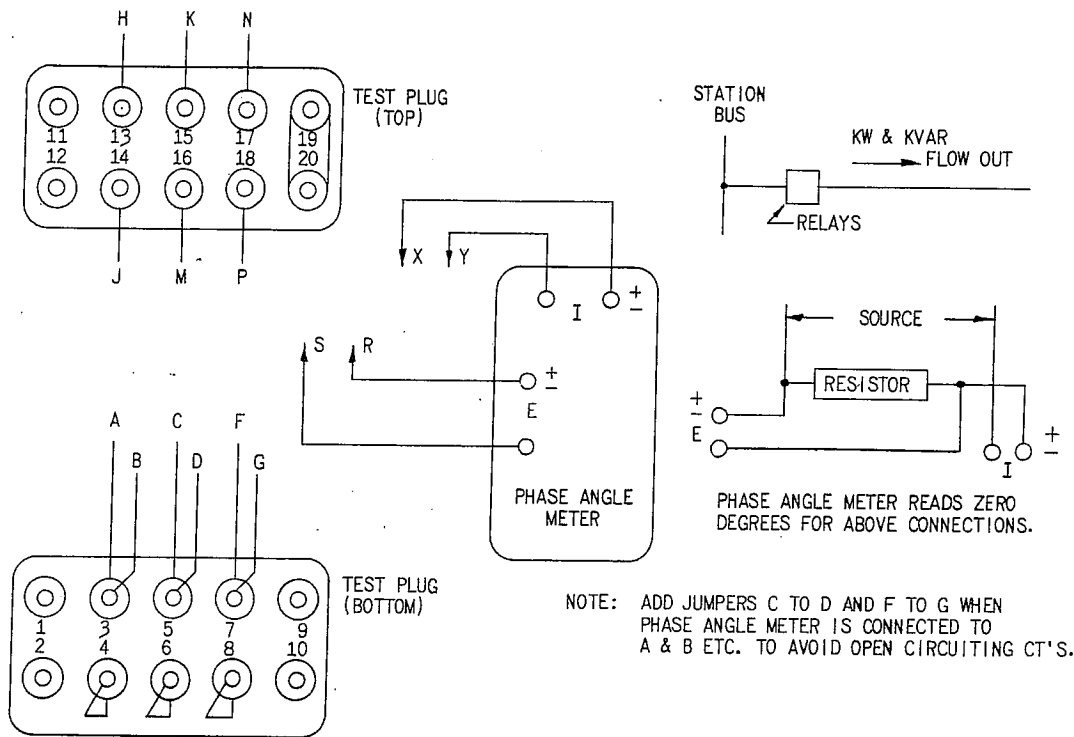 H K N
TEST PLUG
(TOP)
11 13 15 17 19
12 14 16 18 20
J M P
STATION
BUS
KW & KVAR
FLOW OUT
RELAYS
X Y
I ±
S R
±
E
PHASE ANGLE
METER
SOURCE
RESISTOR
±
E
I ±
PHASE ANGLE METER READS ZERO
DEGREES FOR ABOVE CONNECTIONS.
A C F
B D G
TEST PLUG
(BOTTOM)
1 3 5 7 9
2 4 6 8 10
NOTE: ADD JUMPERS C TO D AND F TO G WHEN
PHASE ANGLE METER IS CONNECTED TO
A & B ETC. TO AVOID OPEN CIRCUITING CT'S.